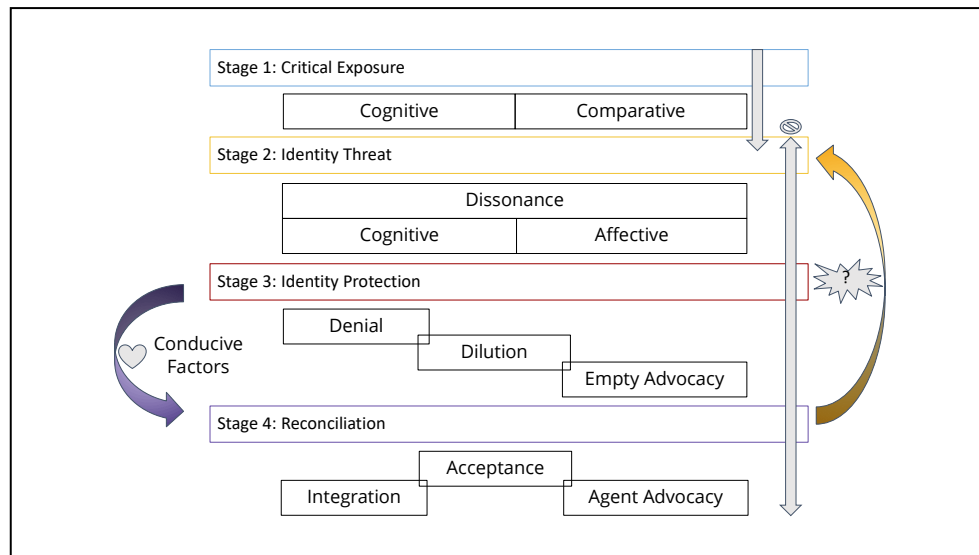 Stage 1: Critical Exposure
Cognitive
Comparative
Stage 2: Identity Threat
Dissonance
Cognitive
Affective
Stage 3: Identity Protection
?
Denial
Conducive
Factors
Dilution
Empty Advocacy
Stage 4: Reconciliation
Acceptance
Integration
Agent Advocacy